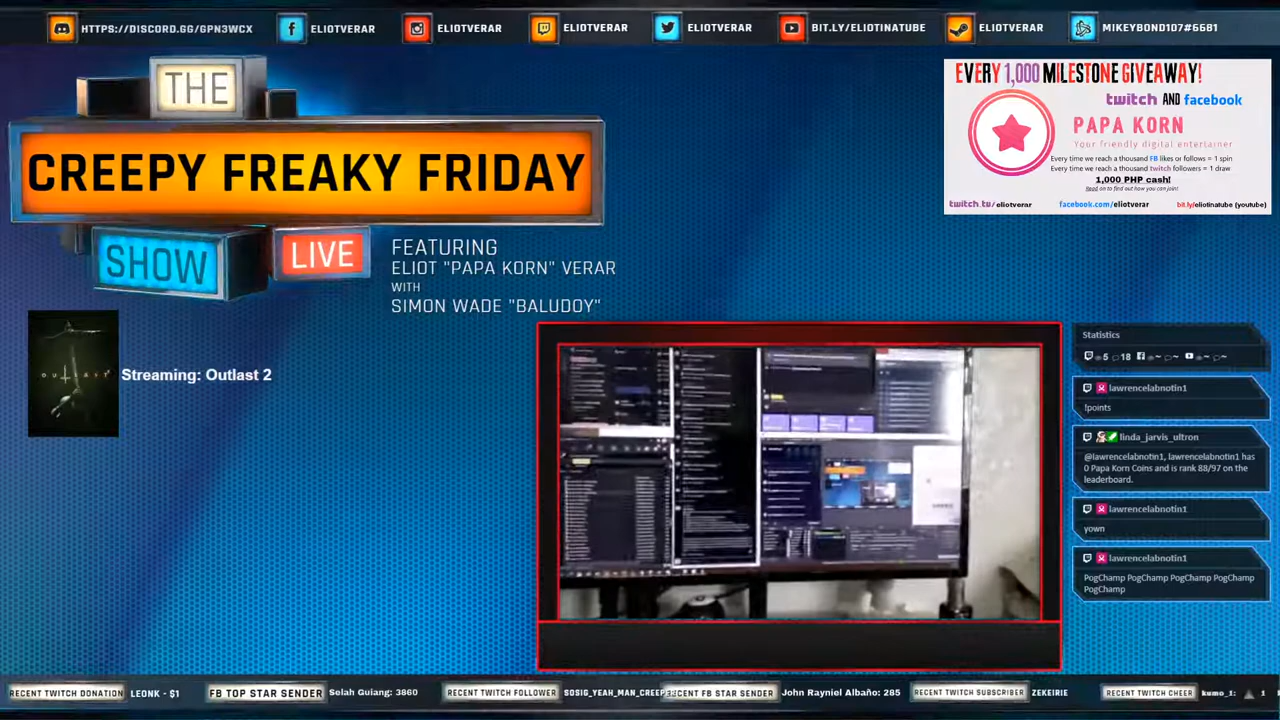 HTTPS://DISCORD.GG/GPN3WCX
ELIOTVERAR
ELIOTVERAR
ELIOTVERAR
ELIOTVERAR
BIT.LY/ELIOTINATUBE
ELIOTVERAR
MIKEYBOND107#6681
THE
CREEPY FREAKY FRIDAY
SHOW
LIVE
FEATURING
ELIOT "PAPA KORN" VERAR
WITH
SIMON WADE "BALUDOY"
EVERY 1,000 MILESTONE GIVEAWAY!
twitch AND facebook
PAPA KORN
Your friendly digital entertainer
Every time we reach a thousand FB likes or follows = 1 spin
Every time we reach a thousand twitch followers = 1 draw
1,000 PHP cash!
Read on to find out how you can join!
twitch.tv/eliotverar
facebook.com/eliotverar
bit.ly/eliotinatube (youtube)
OUTLAST
Streaming: Outlast 2
Statistics
5 18 ~ ~ ~ ~
lawrencelabnotin1
!points
linda_jarvis_ultron
@lawrencelabnotin1, lawrencelabnotin1 has
0 Papa Korn Coins and is rank 88/97 on the
leaderboard.
lawrencelabnotin1
yown
lawrencelabnotin1
PogChamp PogChamp PogChamp PogChamp
PogChamp
RECENT TWITCH DONATION
LEONK - $1
FB TOP STAR SENDER
Selah Guiang: 3860
RECENT TWITCH FOLLOWER
SOSIG_YEAH_MAN_CREEPE
RECENT FB STAR SENDER
John Rayniel Albaño: 285
RECENT TWITCH SUBSCRIBER
ZEKEIRIE
RECENT TWITCH CHEER
kumo_1: 1